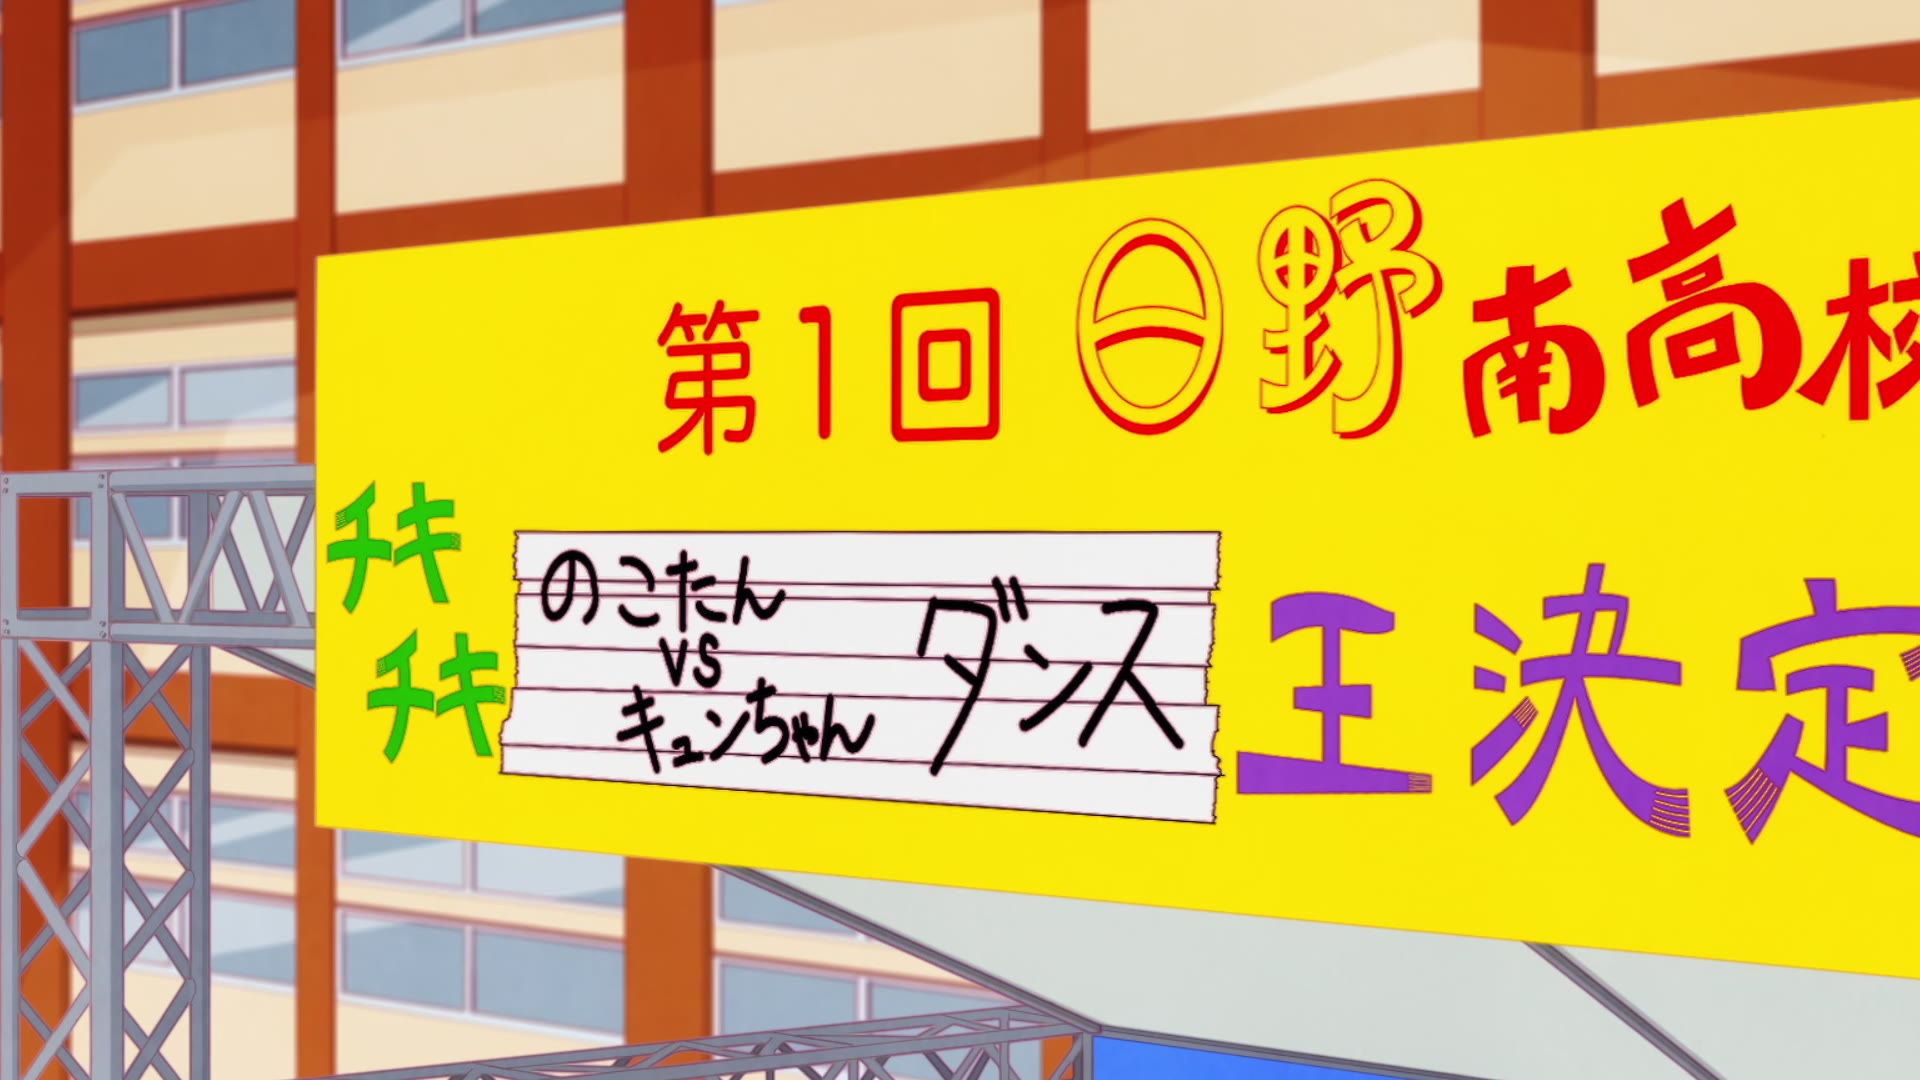 第1回日野南高校
チキチキ
のこたん
vs
キュンちゃん
ダンス
王決定